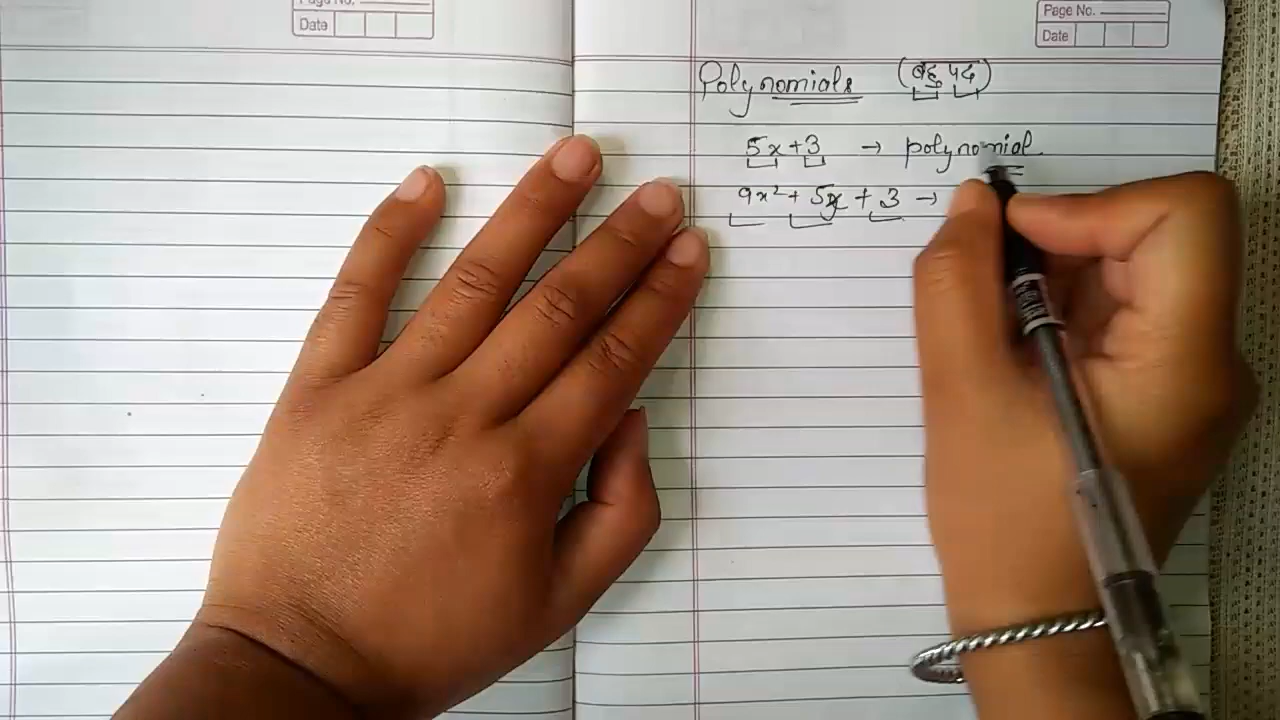 Page No.
Date
Page No.
Date
Polynomials (बहु पद)
5x + 3 → polynomial
9x² + 5x + 3 →